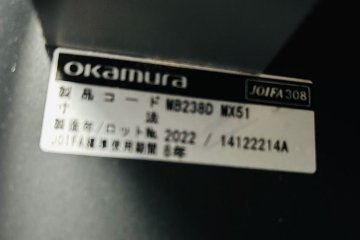 OKamura
JOIFA308
製品コード MB238D MX51
寸 法
製造年/ロット№ 2022 / 14122214A
JOIFA標準使用期間 8年